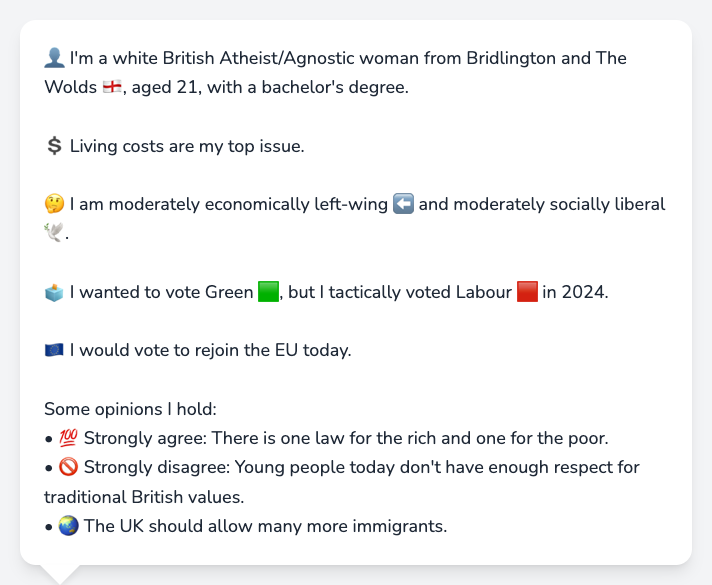 👤 I'm a white British Atheist/Agnostic woman from Bridlington and The
Wolds 🏴󠁧󠁢󠁥󠁮󠁧󠁿, aged 21, with a bachelor's degree.
💲 Living costs are my top issue.
🤔 I am moderately economically left-wing ⬅️ and moderately socially liberal
🕊️.
🗳️ I wanted to vote Green 🟩, but I tactically voted Labour 🟥 in 2024.
🇪🇺 I would vote to rejoin the EU today.
Some opinions I hold:
• 💯 Strongly agree: There is one law for the rich and one for the poor.
• 🚫 Strongly disagree: Young people today don't have enough respect for
traditional British values.
• 🌏 The UK should allow many more immigrants.